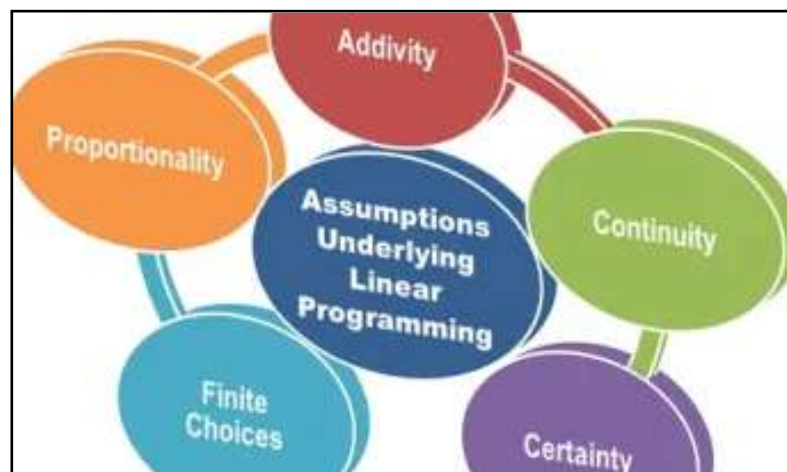 Addivity
Proportionality
Continuity
Assumptions
Underlying
Linear
Programming
Finite
Choices
Certainty